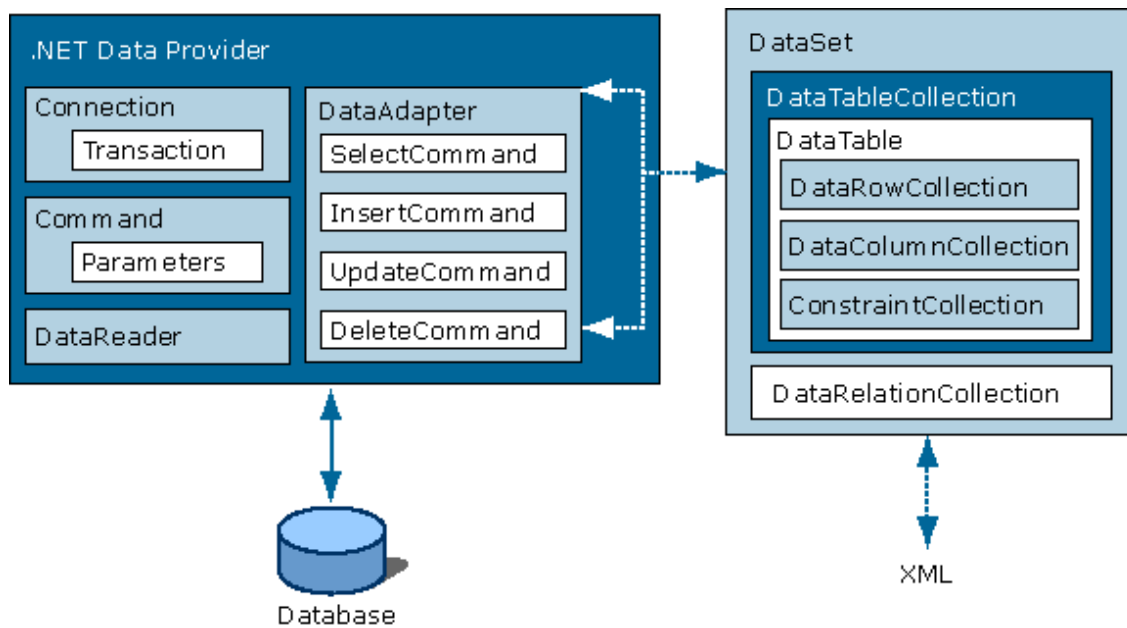 .NET Data Provider
Connection
Transaction
Command
Parameters
DataReader
DataAdapter
SelectCommand
InsertCommand
UpdateCommand
DeleteCommand
Database
DataSet
DataTableCollection
DataTable
DataRowCollection
DataColumnCollection
ConstraintCollection
DataRelationCollection
XML